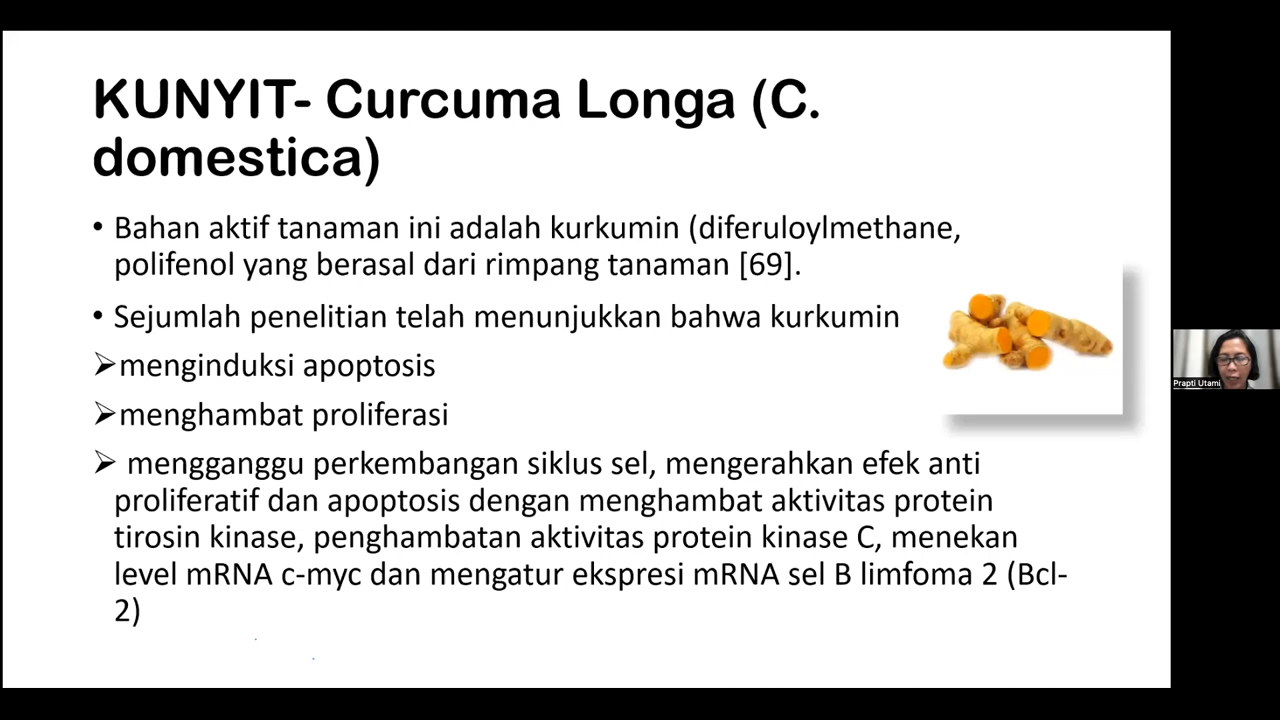 KUNYIT- Curcuma Longa (C.
domestica)
• Bahan aktif tanaman ini adalah kurkumin (diferuloylmethane,
polifenol yang berasal dari rimpang tanaman [69].
• Sejumlah penelitian telah menunjukkan bahwa kurkumin
➢menginduksi apoptosis
➢menghambat proliferasi
➢ mengganggu perkembangan siklus sel, mengerahkan efek anti
proliferatif dan apoptosis dengan menghambat aktivitas protein
tirosin kinase, penghambatan aktivitas protein kinase C, menekan
level mRNA c-myc dan mengatur ekspresi mRNA sel B limfoma 2 (Bcl-
2)
Prapti Utami